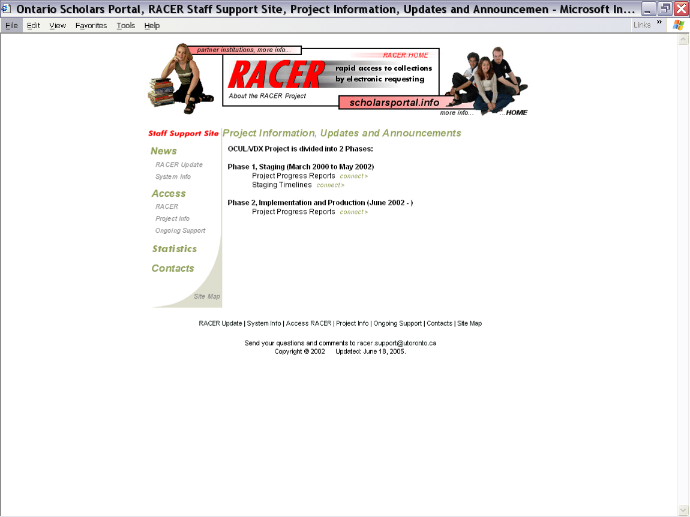 Ontario Scholars Portal, RACER Staff Support Site, Project Information, Updates and Announcemen - Microsoft In...
File Edit View Favorites Tools Help Links »
partner institutions, more info...
RACER HOME
RACER
rapid access to collections
by electronic requesting
About the RACER Project
scholarsportal.info
more info... ...HOME
Staff Support Site
Project Information, Updates and Announcements
News
RACER Update
System Info
Access
RACER
Project Info
Ongoing Support
Statistics
Contacts
Site Map
OCUL/VDX Project is divided into 2 Phases:
Phase 1, Staging (March 2000 to May 2002)
Project Progress Reports connect »
Staging Timelines connect »
Phase 2, Implementation and Production (June 2002 - )
Project Progress Reports connect »
RACER Update | System Info | Access RACER | Project Info | Ongoing Support | Contacts | Site Map
Send your questions and comments to racer.support@utoronto.ca
Copyright © 2002 Updated: June 18, 2005.